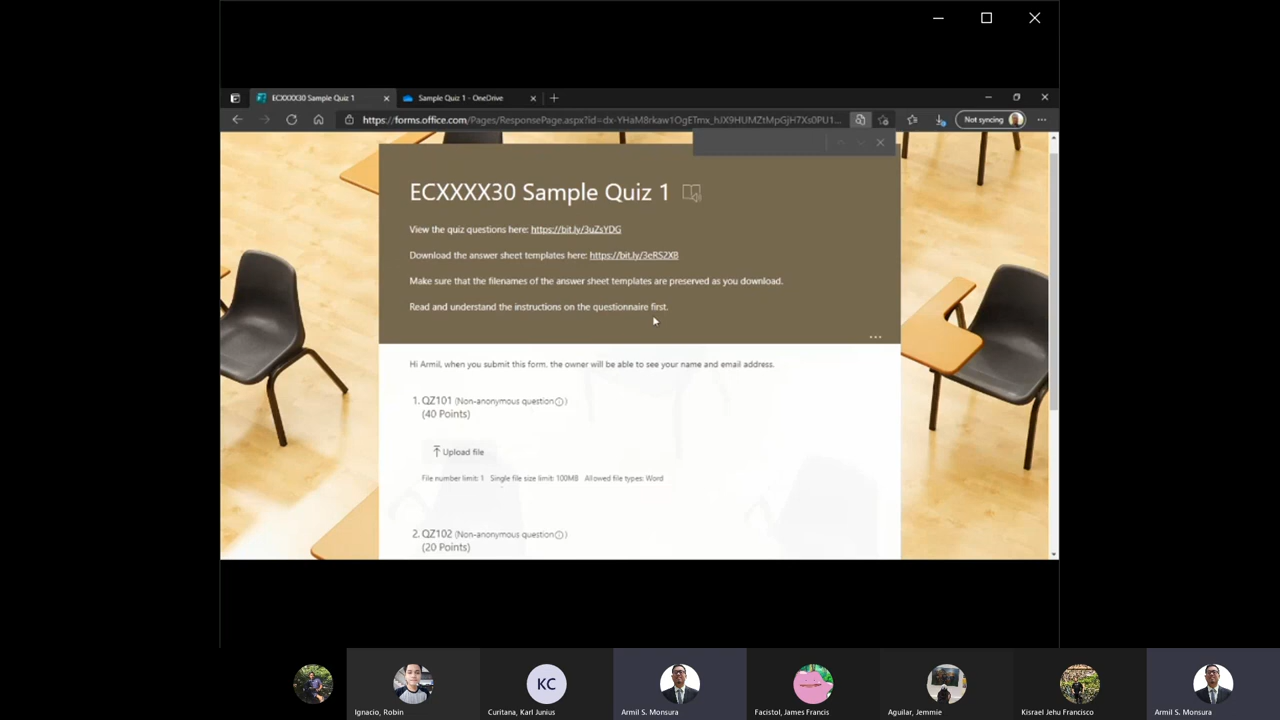 ECXXXX30 Sample Quiz 1
Sample Quiz 1 - OneDrive
Not syncing
ECXXXX30 Sample Quiz 1
View the quiz questions here: https://bit.ly/3uZsYDG
Download the answer sheet templates here: https://bit.ly/3eRS2XB
Make sure that the filenames of the answer sheet templates are preserved as you download.
Read and understand the instructions on the questionnaire first.
Hi Armil, when you submit this form, the owner will be able to see your name and email address.
1. QZ101 (Non-anonymous question)
(40 Points)
Upload file
File number limit: 1 Single file size limit: 100MB Allowed file types: Word
2. QZ102 (Non-anonymous question)
(20 Points)
KC
Ignacio, Robin
Curitana, Karl Junius
Armil S. Monsura
Facistol, James Francis
Aguilar, Jemmie
Kisrael Jehu Francisco
Armil S. Monsura